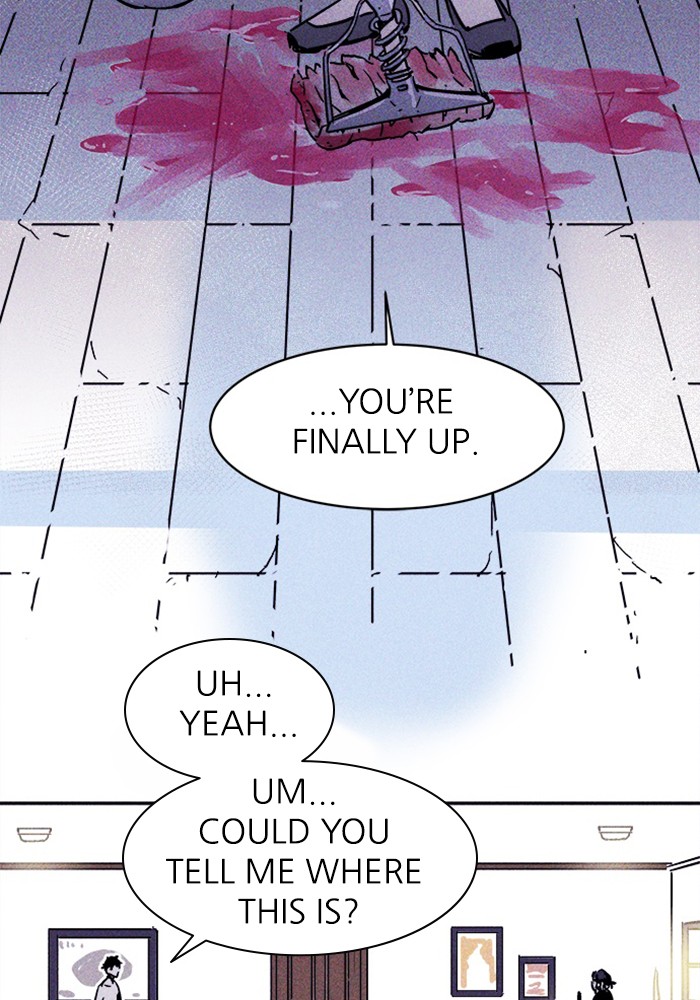 ...YOU'RE
FINALLY UP.
UH...
YEAH...
UM...
COULD YOU
TELL ME WHERE
THIS IS?